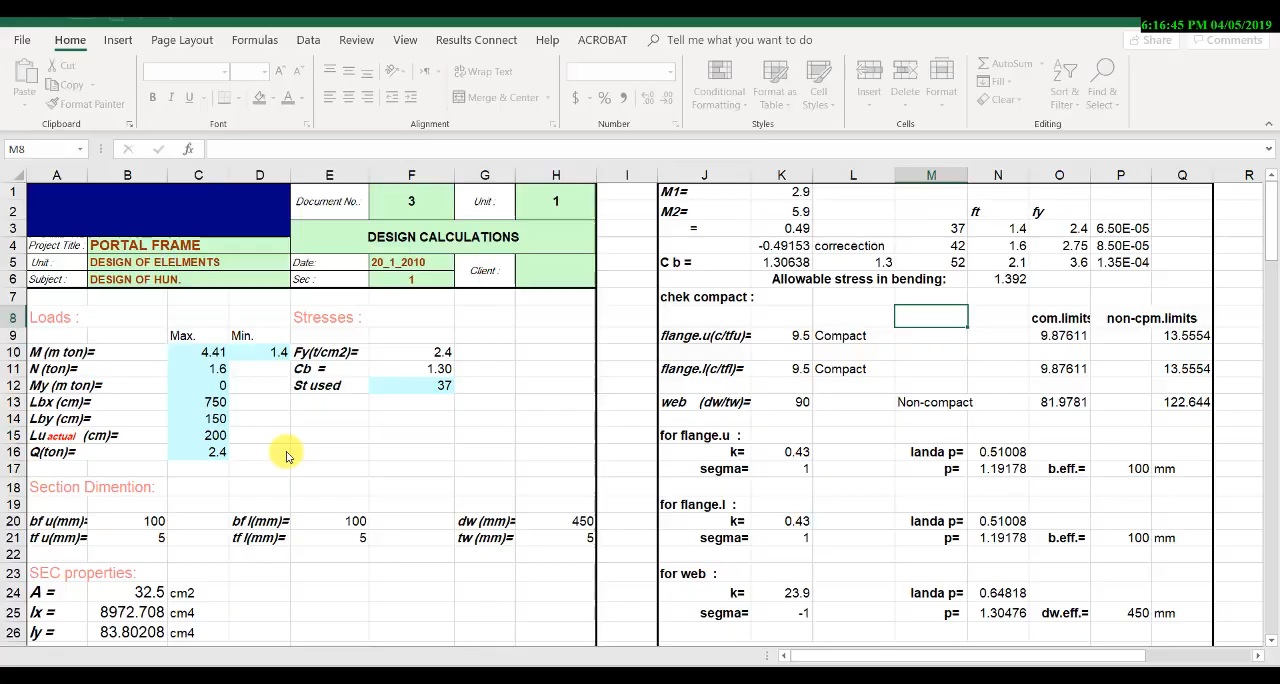 6:16:45 PM 04/05/2019
File Home Insert Page Layout Formulas Data Review View Help ACROBAT Tell me what you want to do Share Comments
Cut
Copy
Format Painter
Paste
Wrap Text
Merge & Center
Conditional Formatting
Format as Table
Cell Styles
Insert Delete Format
AutoSum
Fill
Clear
Sort & Filter
Find & Select
Clipboard Font Alignment Number Styles Cells Editing
M8 fx
A B C D E F G H I J K L M N O P Q R
1 Document No.. 3 Unit : 1 M1= 2.9
2 M2= 5.9 ft fy
3 DESIGN CALCULATIONS = 0.49 37 1.4 2.4 6.50E-05
4 Project Title : PORTAL FRAME -0.49153 correcection 42 1.6 2.75 8.50E-05
5 Unit : DESIGN OF ELELMENTS Date: 20_1_2010 Client : C b = 1.30638 1.3 52 2.1 3.6 1.35E-04
6 Subject : DESIGN OF HUN. Sec : 1 Allowable stress in bending: 1.392
7 chek compact :
8 Loads : Stresses : com.limits non-cpm.limits
9 Max. Min. flange.u(c/tfu)= 9.5 Compact 9.87611 13.5554
10 M (m ton)= 4.41 1.4 Fy(t/cm2)= 2.4
11 N (ton)= 1.6 Cb = 1.30 flange.l(c/tfl)= 9.5 Compact 9.87611 13.5554
12 My (m ton)= 0 St used 37
13 Lbx (cm)= 750 web (dw/tw)= 90 Non-compact 81.9781 122.644
14 Lby (cm)= 150
15 Lu actual (cm)= 200 for flange.u :
16 Q(ton)= 2.4 k= 0.43 landa p= 0.51008
17 segma= 1 p= 1.19178 b.eff.= 100 mm
18 Section Dimention:
19 for flange.l :
20 bf u(mm)= 100 bf l(mm)= 100 dw (mm)= 450 k= 0.43 landa p= 0.51008
21 tf u(mm)= 5 tf l(mm)= 5 tw (mm)= 5 segma= 1 p= 1.19178 b.eff.= 100 mm
22
23 SEC properties: for web :
24 A = 32.5 cm2 k= 23.9 landa p= 0.64818
25 Ix = 8972.708 cm4 segma= -1 p= 1.30476 dw.eff.= 450 mm
26 Iy = 83.80208 cm4